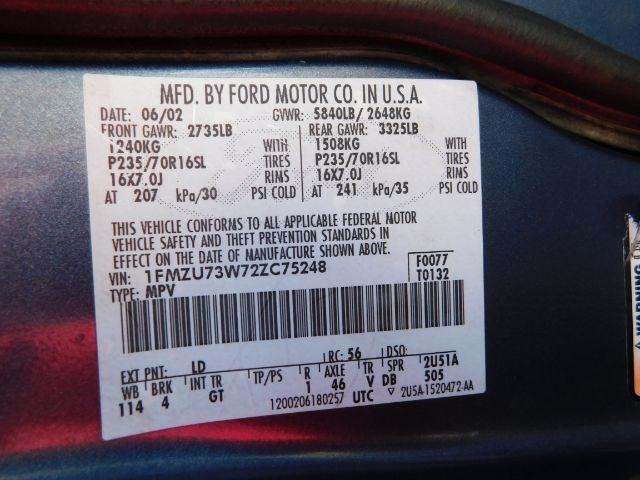 MFD. BY FORD MOTOR CO. IN U.S.A.
DATE: 06/02 GVWR: 5840LB/ 2648KG
FRONT GAWR: 2735LB REAR GAWR: 3325LB
1240KG WITH 1508KG WITH
P235/70R16SL TIRES P235/70R16SL TIRES
16X7.0J RIMS 16X7.0J RIMS
AT 207 kPa/30 PSI COLD AT 241 kPa/35 PSI COLD
THIS VEHICLE CONFORMS TO ALL APPLICABLE FEDERAL MOTOR
VEHICLE SAFETY AND THEFT PREVENTION STANDARDS IN
EFFECT ON THE DATE OF MANUFACTURE SHOWN ABOVE.
VIN: 1FMZU73W72ZC75248 F0077
TYPE: MPV T0132
EXT PNT: LD RC: 56 DSO:
WB BRK INT TR TP/PS R AXLE TR SPR 2U51A
114 4 GT 1 46 V DB 505
1200206180257 UTC ▽ 2U5A-1520472-AA
WARNING